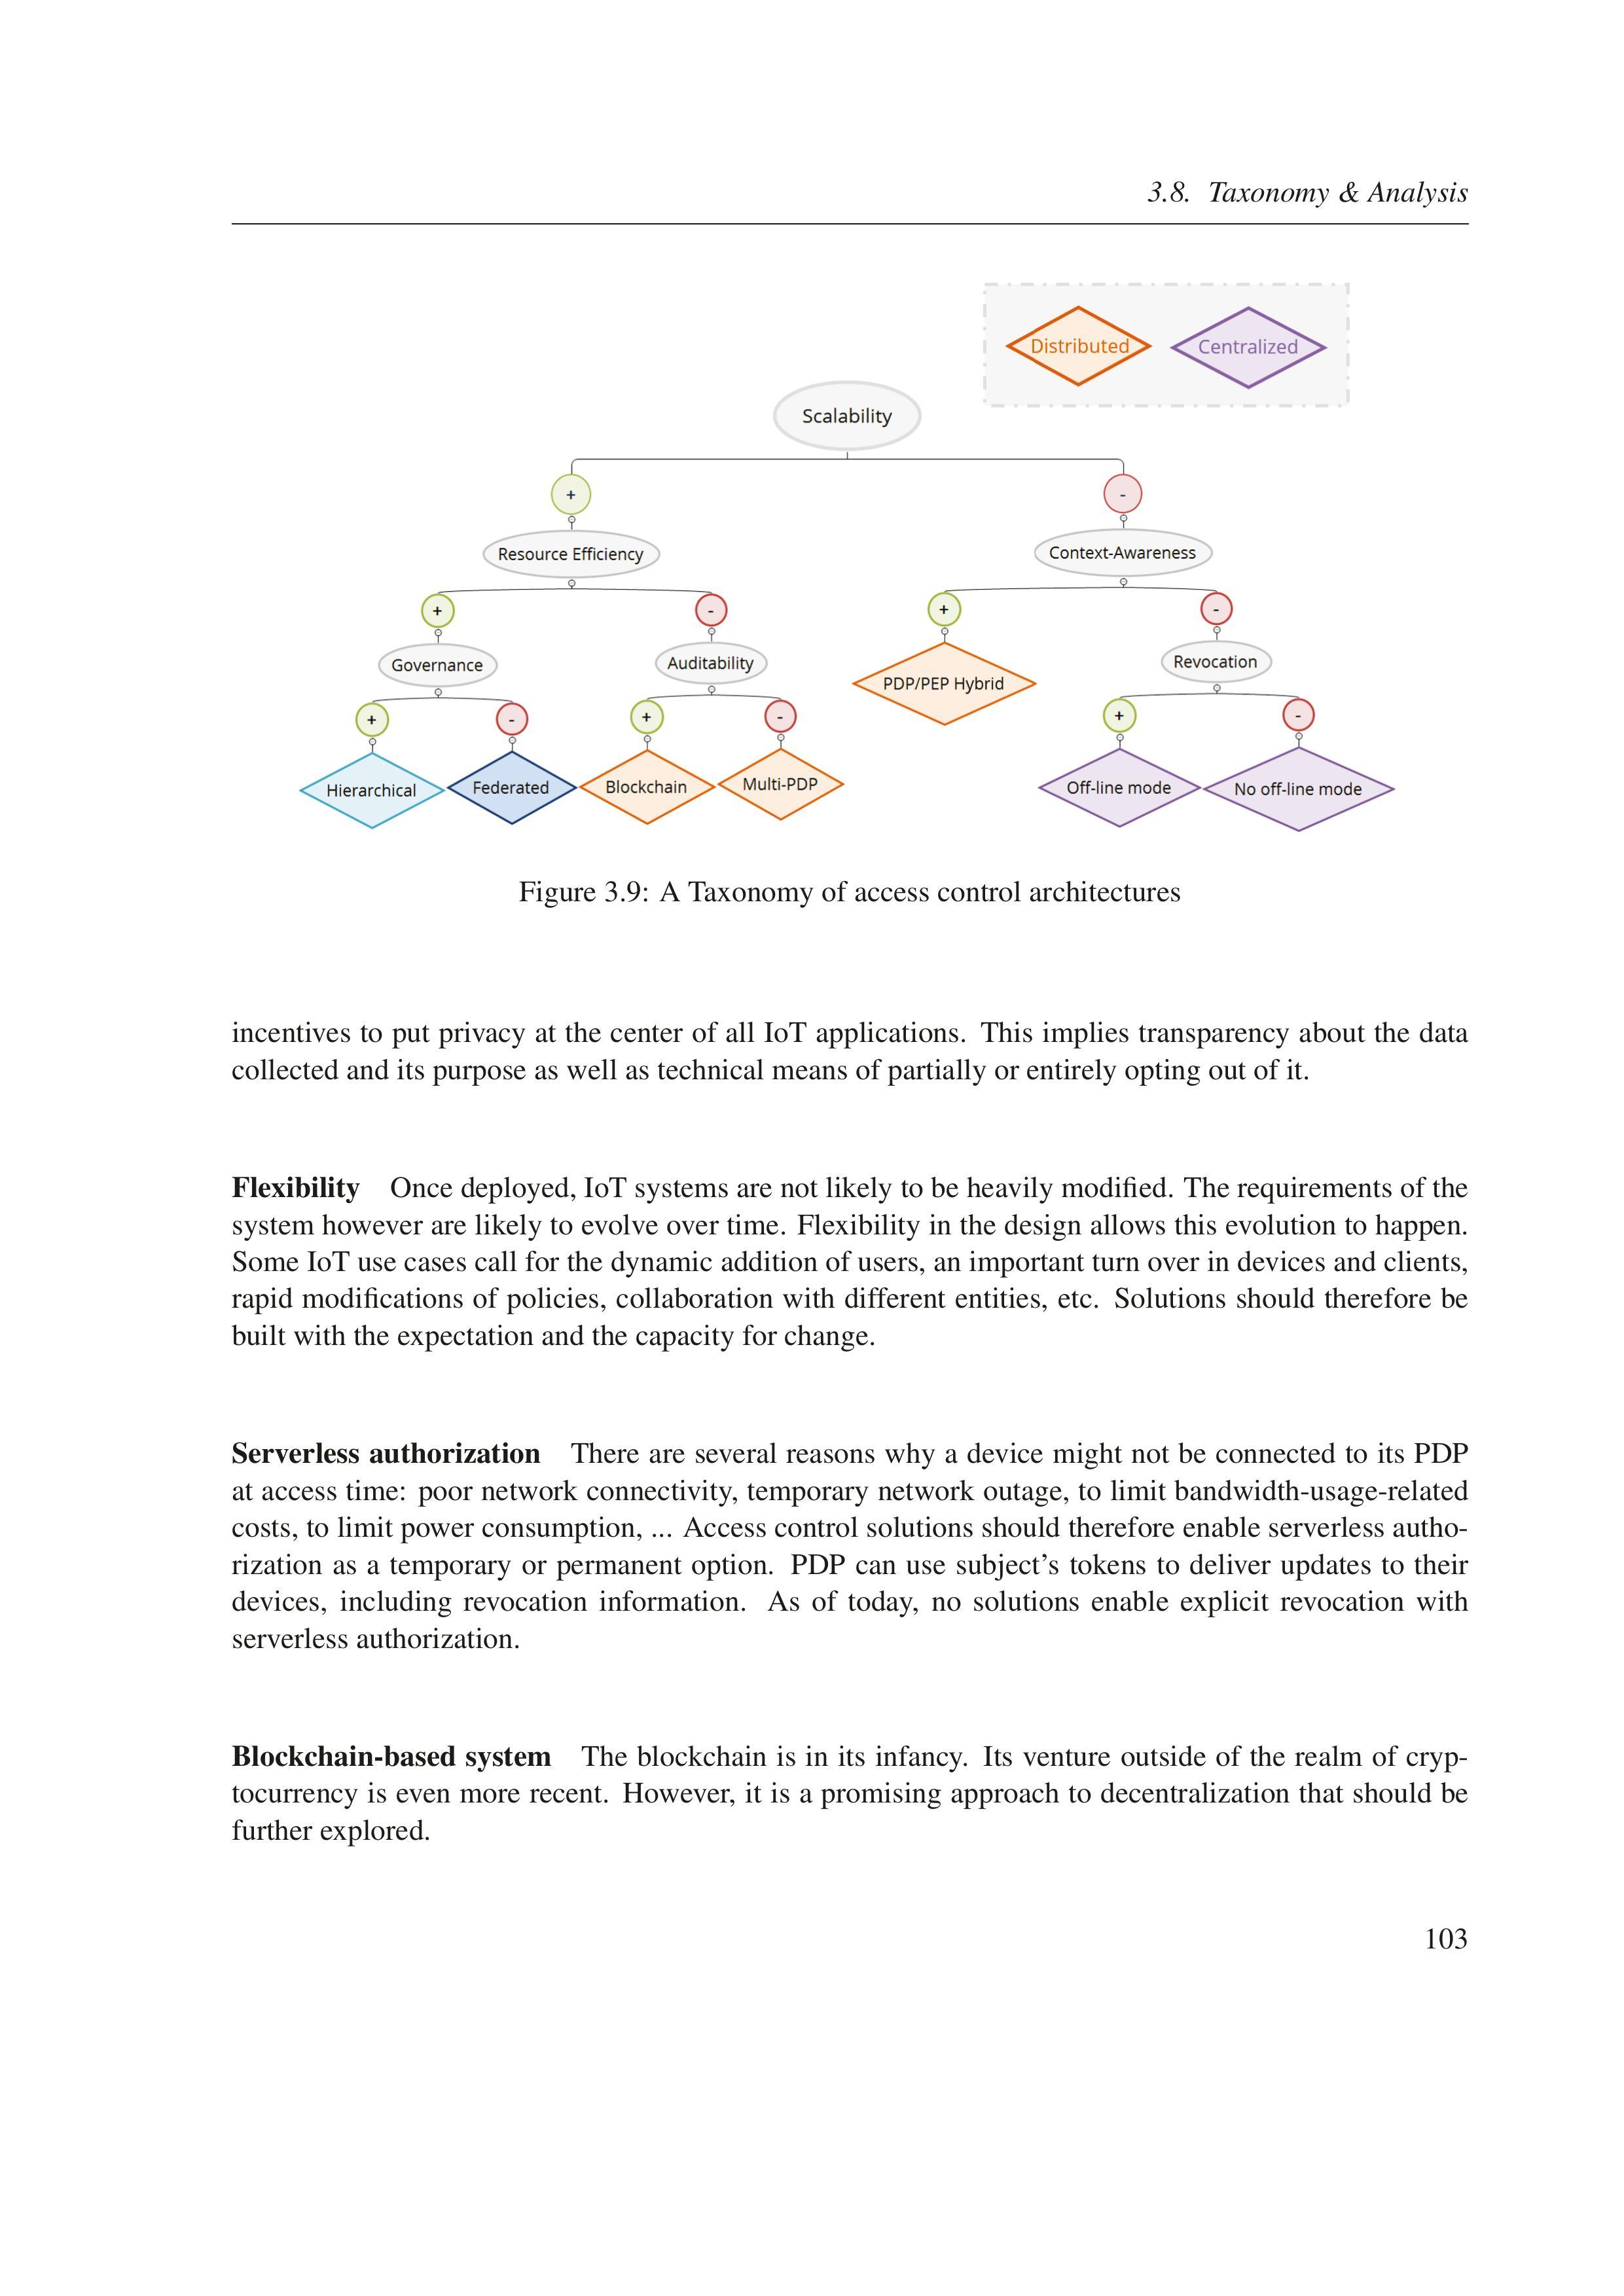 3.8. Taxonomy & Analysis
Distributed
Centralized
Scalability
+
-
Resource Efficiency
Context-Awareness
+
-
+
-
Governance
Auditability
PDP/PEP Hybrid
Revocation
+
-
+
-
+
-
Hierarchical
Federated
Blockchain
Multi-PDP
Off-line mode
No off-line mode
Figure 3.9: A Taxonomy of access control architectures
incentives to put privacy at the center of all IoT applications. This implies transparency about the data
collected and its purpose as well as technical means of partially or entirely opting out of it.
Flexibility Once deployed, IoT systems are not likely to be heavily modified. The requirements of the
system however are likely to evolve over time. Flexibility in the design allows this evolution to happen.
Some IoT use cases call for the dynamic addition of users, an important turn over in devices and clients,
rapid modifications of policies, collaboration with different entities, etc. Solutions should therefore be
built with the expectation and the capacity for change.
Serverless authorization There are several reasons why a device might not be connected to its PDP
at access time: poor network connectivity, temporary network outage, to limit bandwidth-usage-related
costs, to limit power consumption, ... Access control solutions should therefore enable serverless autho-
rization as a temporary or permanent option. PDP can use subject's tokens to deliver updates to their
devices, including revocation information. As of today, no solutions enable explicit revocation with
serverless authorization.
Blockchain-based system The blockchain is in its infancy. Its venture outside of the realm of cryp-
tocurrency is even more recent. However, it is a promising approach to decentralization that should be
further explored.
103